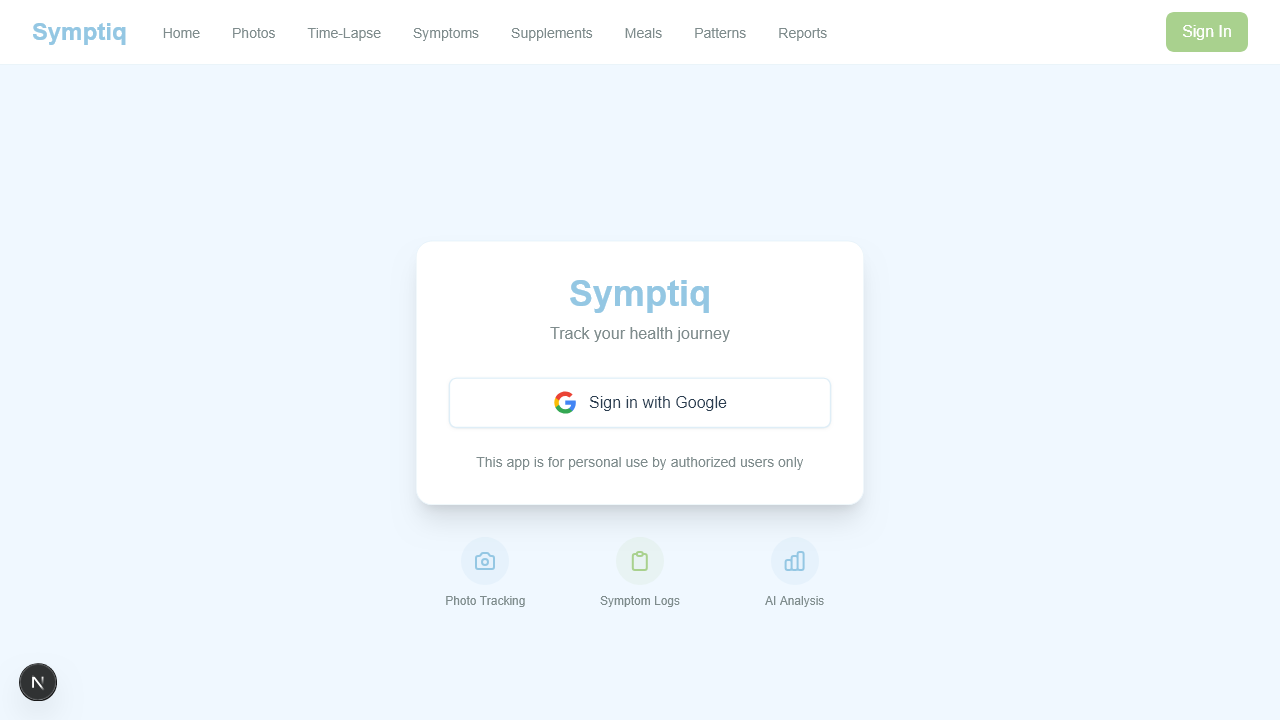 Symptiq
Home Photos Time-Lapse Symptoms Supplements Meals Patterns Reports
Sign In
Symptiq
Track your health journey
Sign in with Google
This app is for personal use by authorized users only
Photo Tracking
Symptom Logs
AI Analysis
N